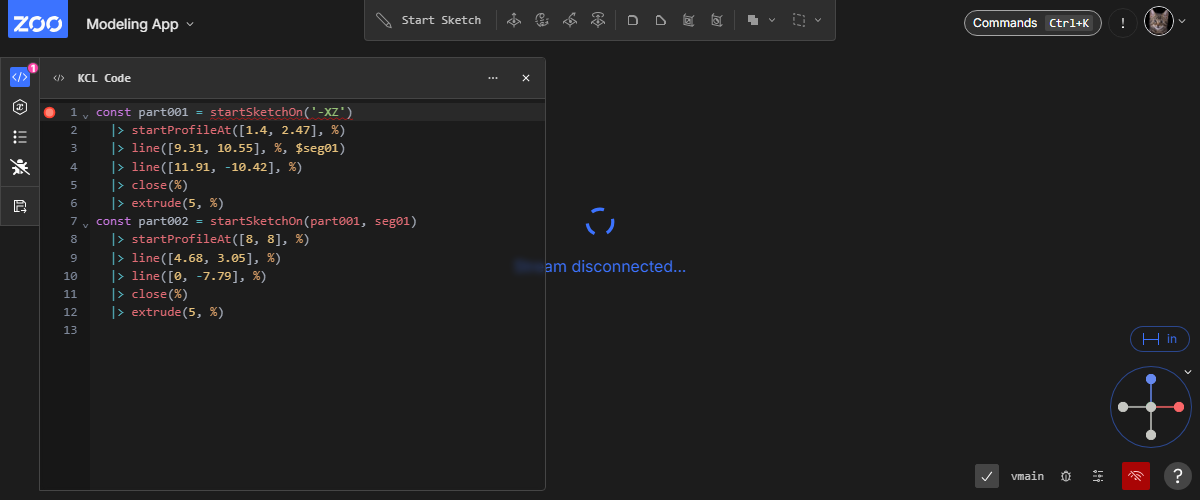 ZOO Modeling App
Start Sketch
Commands Ctrl+K
!
1
KCL Code
1 const part001 = startSketchOn('-XZ')
2 |> startProfileAt([1.4, 2.47], %)
3 |> line([9.31, 10.55], %, $seg01)
4 |> line([11.91, -10.42], %)
5 |> close(%)
6 |> extrude(5, %)
7 const part002 = startSketchOn(part001, seg01)
8 |> startProfileAt([8, 8], %)
9 |> line([4.68, 3.05], %)
10 |> line([0, -7.79], %)
11 |> close(%)
12 |> extrude(5, %)
13
Stream disconnected...
in
vmain
?